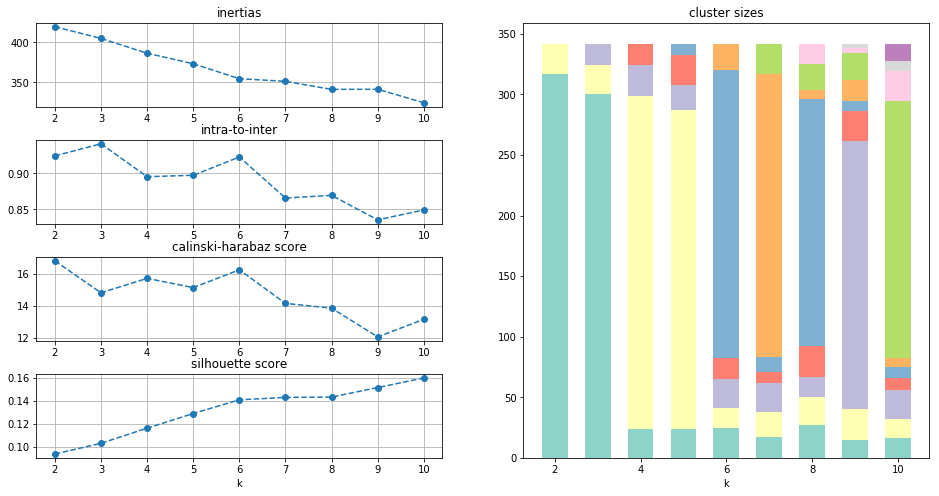 inertias
400
350
2 3 4 5 6 7 8 9 10
intra-to-inter
0.90
0.85
2 3 4 5 6 7 8 9 10
calinski-harabaz score
16
14
12
2 3 4 5 6 7 8 9 10
silhouette score
0.16
0.14
0.12
0.10
2 3 4 5 6 7 8 9 10
k
cluster sizes
350
300
250
200
150
100
50
0
2 4 6 8 10
k